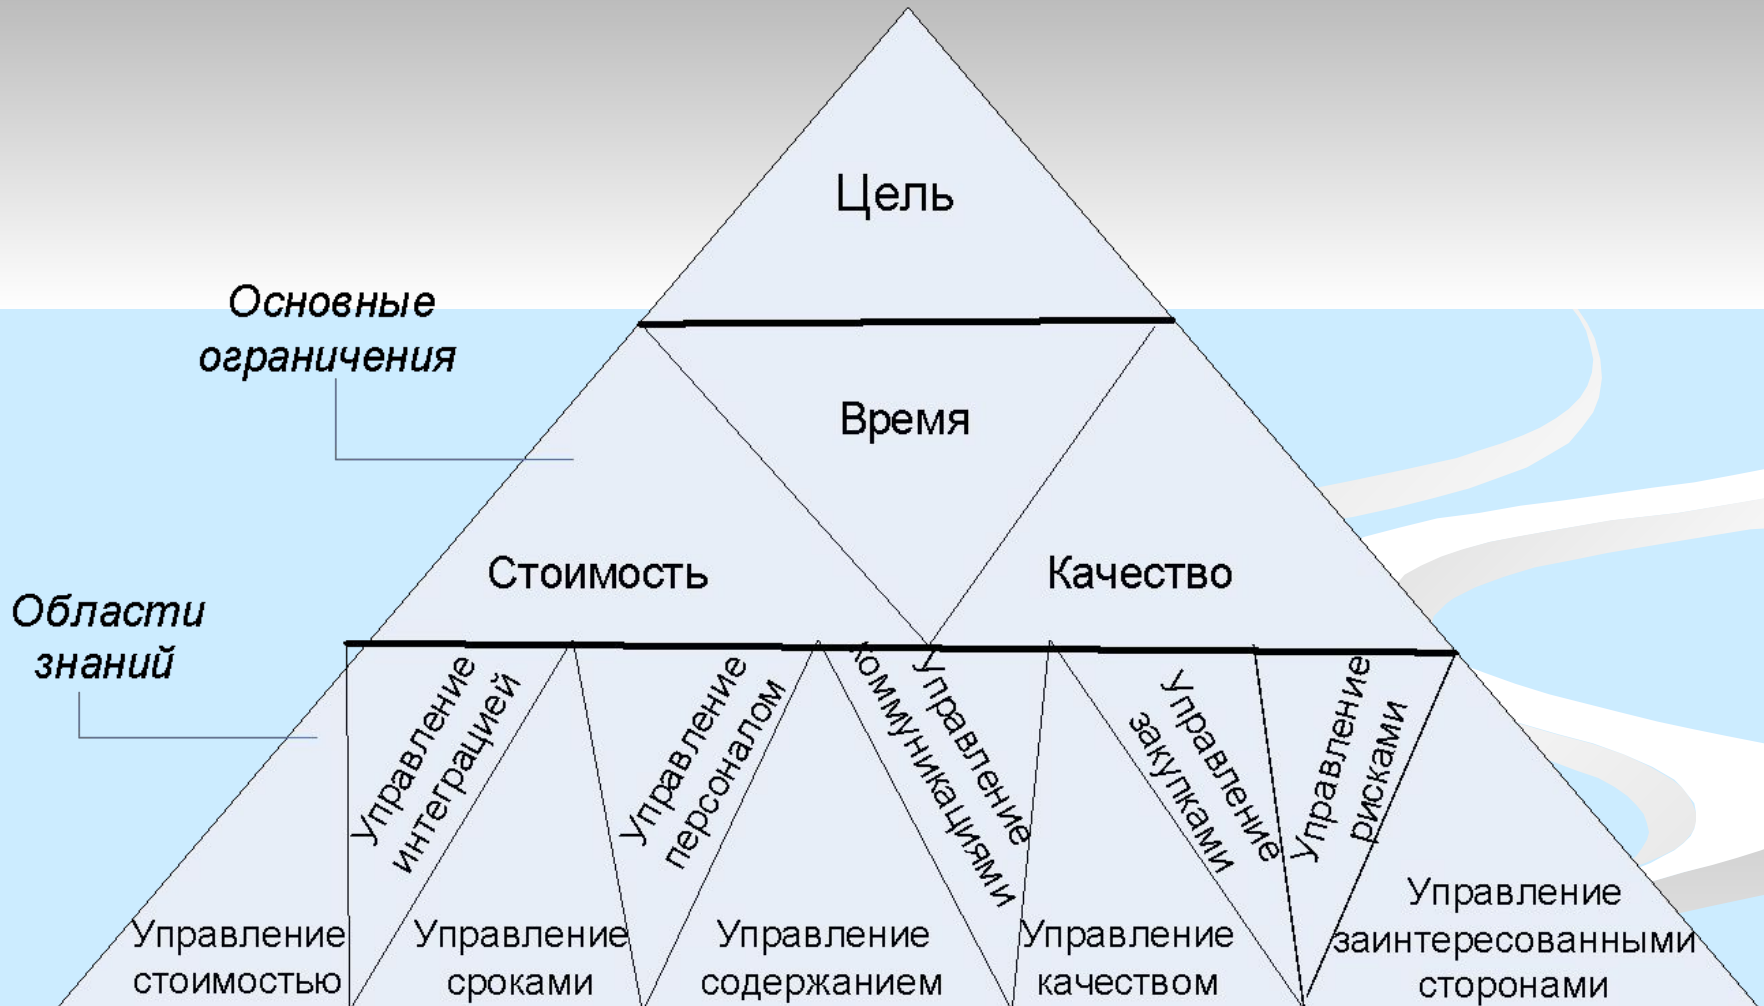 Цель
Основные
ограничения
Время
Стоимость
Качество
Области
знаний
Управление
интеграцией
Управление
персоналом
Управление
коммуникациями
Управление
закупками
Управление
рисками
Управление
стоимостью
Управление
сроками
Управление
содержанием
Управление
качеством
Управление
заинтересованными
сторонами